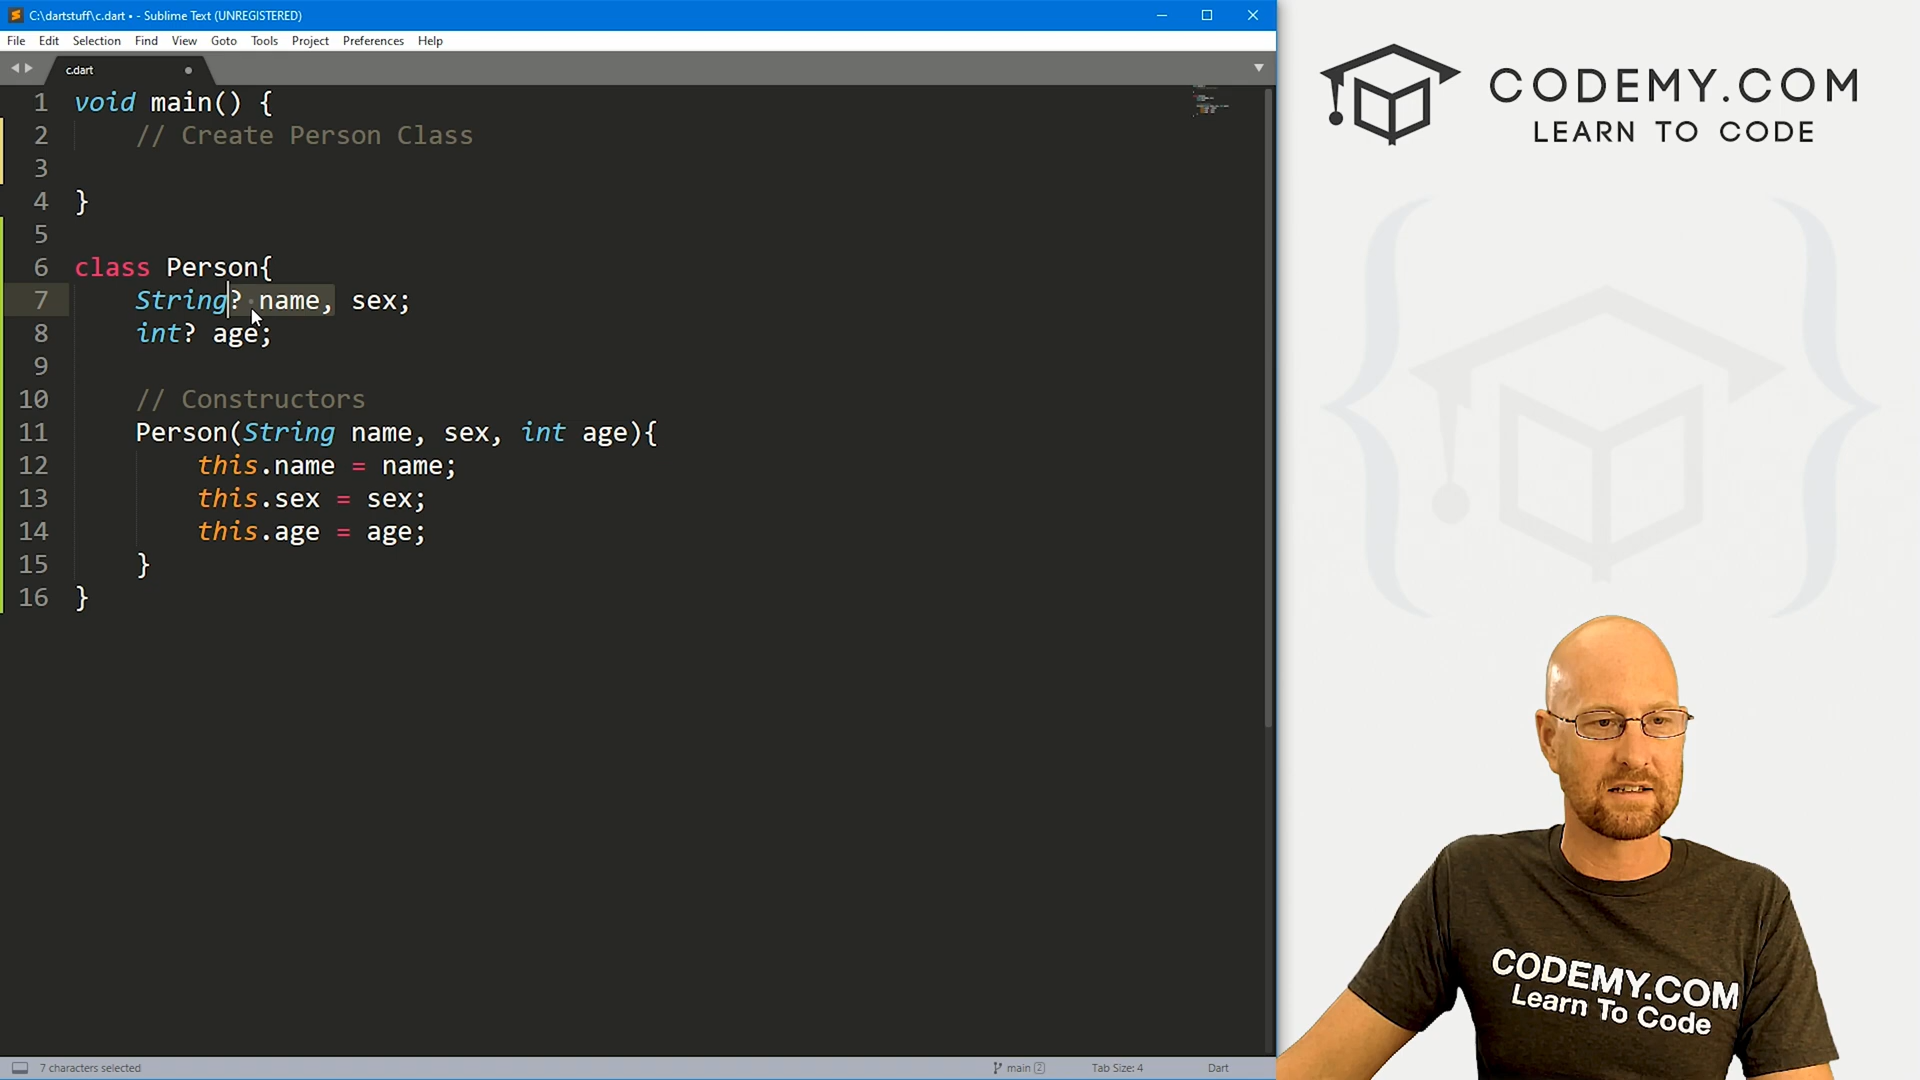 C:\dartstuff\c.dart • - Sublime Text (UNREGISTERED)
File Edit Selection Find View Goto Tools Project Preferences Help
c.dart
1 void main() {
2 // Create Person Class
3
4 }
5
6 class Person{
7 String? name, sex;
8 int? age;
9
10 // Constructors
11 Person(String name, sex, int age){
12 this.name = name;
13 this.sex = sex;
14 this.age = age;
15 }
16 }
7 characters selected
main 2
Tab Size: 4
Dart
CODEMY.COM
LEARN TO CODE
CODEMY.COM
Learn To Code